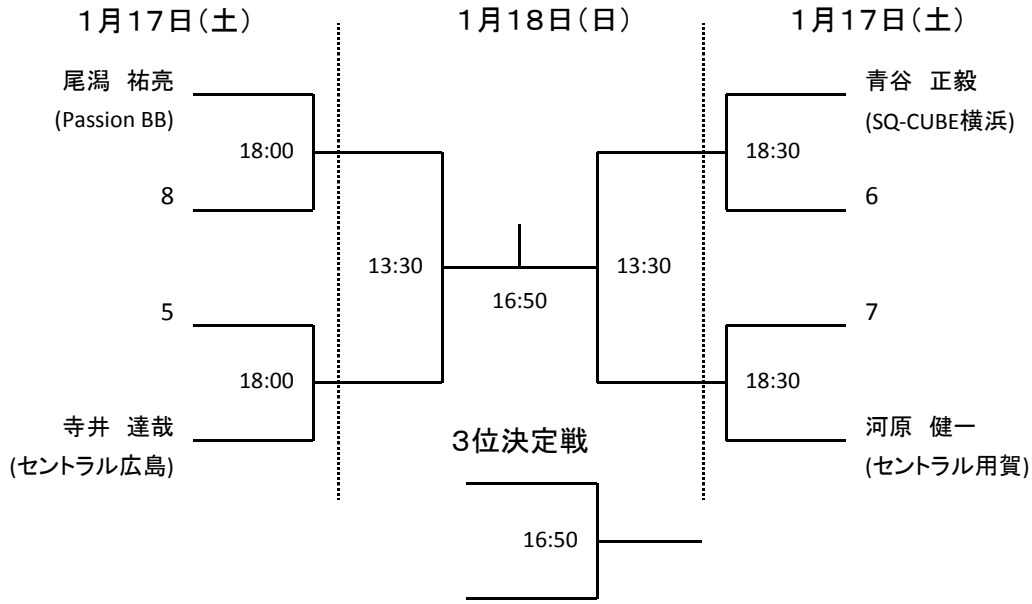 1月17日(土)
1月18日(日)
1月17日(土)
尾潟 祐亮
(Passion BB)
18:00
8
5
18:00
寺井 達哉
(セントラル広島)
13:30
16:50
13:30
青谷 正毅
(SQ-CUBE横浜)
18:30
6
7
18:30
河原 健一
(セントラル用賀)
3位決定戦
16:50